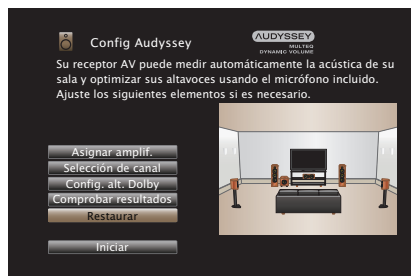 Config Audyssey
AUDYSSEY
MULTEQ
DYNAMIC VOLUME
Su receptor AV puede medir automáticamente la acústica de su
sala y optimizar sus altavoces usando el micrófono incluido.
Ajuste los siguientes elementos si es necesario.
Asignar amplif.
Selección de canal
Config. alt. Dolby
Comprobar resultados
Restaurar
Iniciar